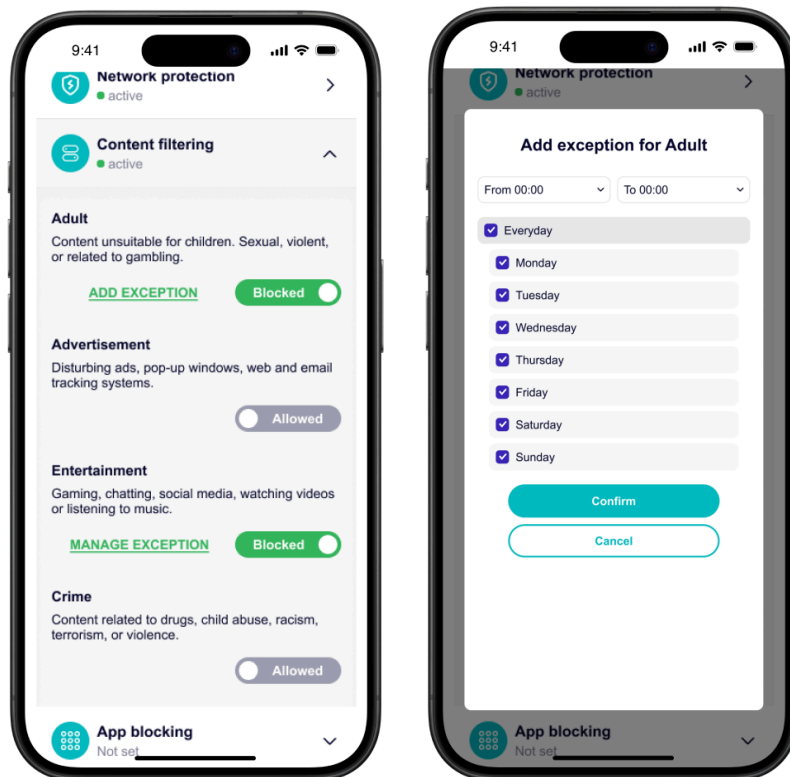 9:41
Network protection
active
Content filtering
active
Adult
Content unsuitable for children. Sexual, violent,
or related to gambling.
ADD EXCEPTION
Blocked
Advertisement
Disturbing ads, pop-up windows, web and email
tracking systems.
Allowed
Entertainment
Gaming, chatting, social media, watching videos
or listening to music.
MANAGE EXCEPTION
Blocked
Crime
Content related to drugs, child abuse, racism,
terrorism, or violence.
Allowed
App blocking
Not set
9:41
Network protection
active
Add exception for Adult
From 00:00
To 00:00
Everyday
Monday
Tuesday
Wednesday
Thursday
Friday
Saturday
Sunday
Confirm
Cancel
App blocking
Not set